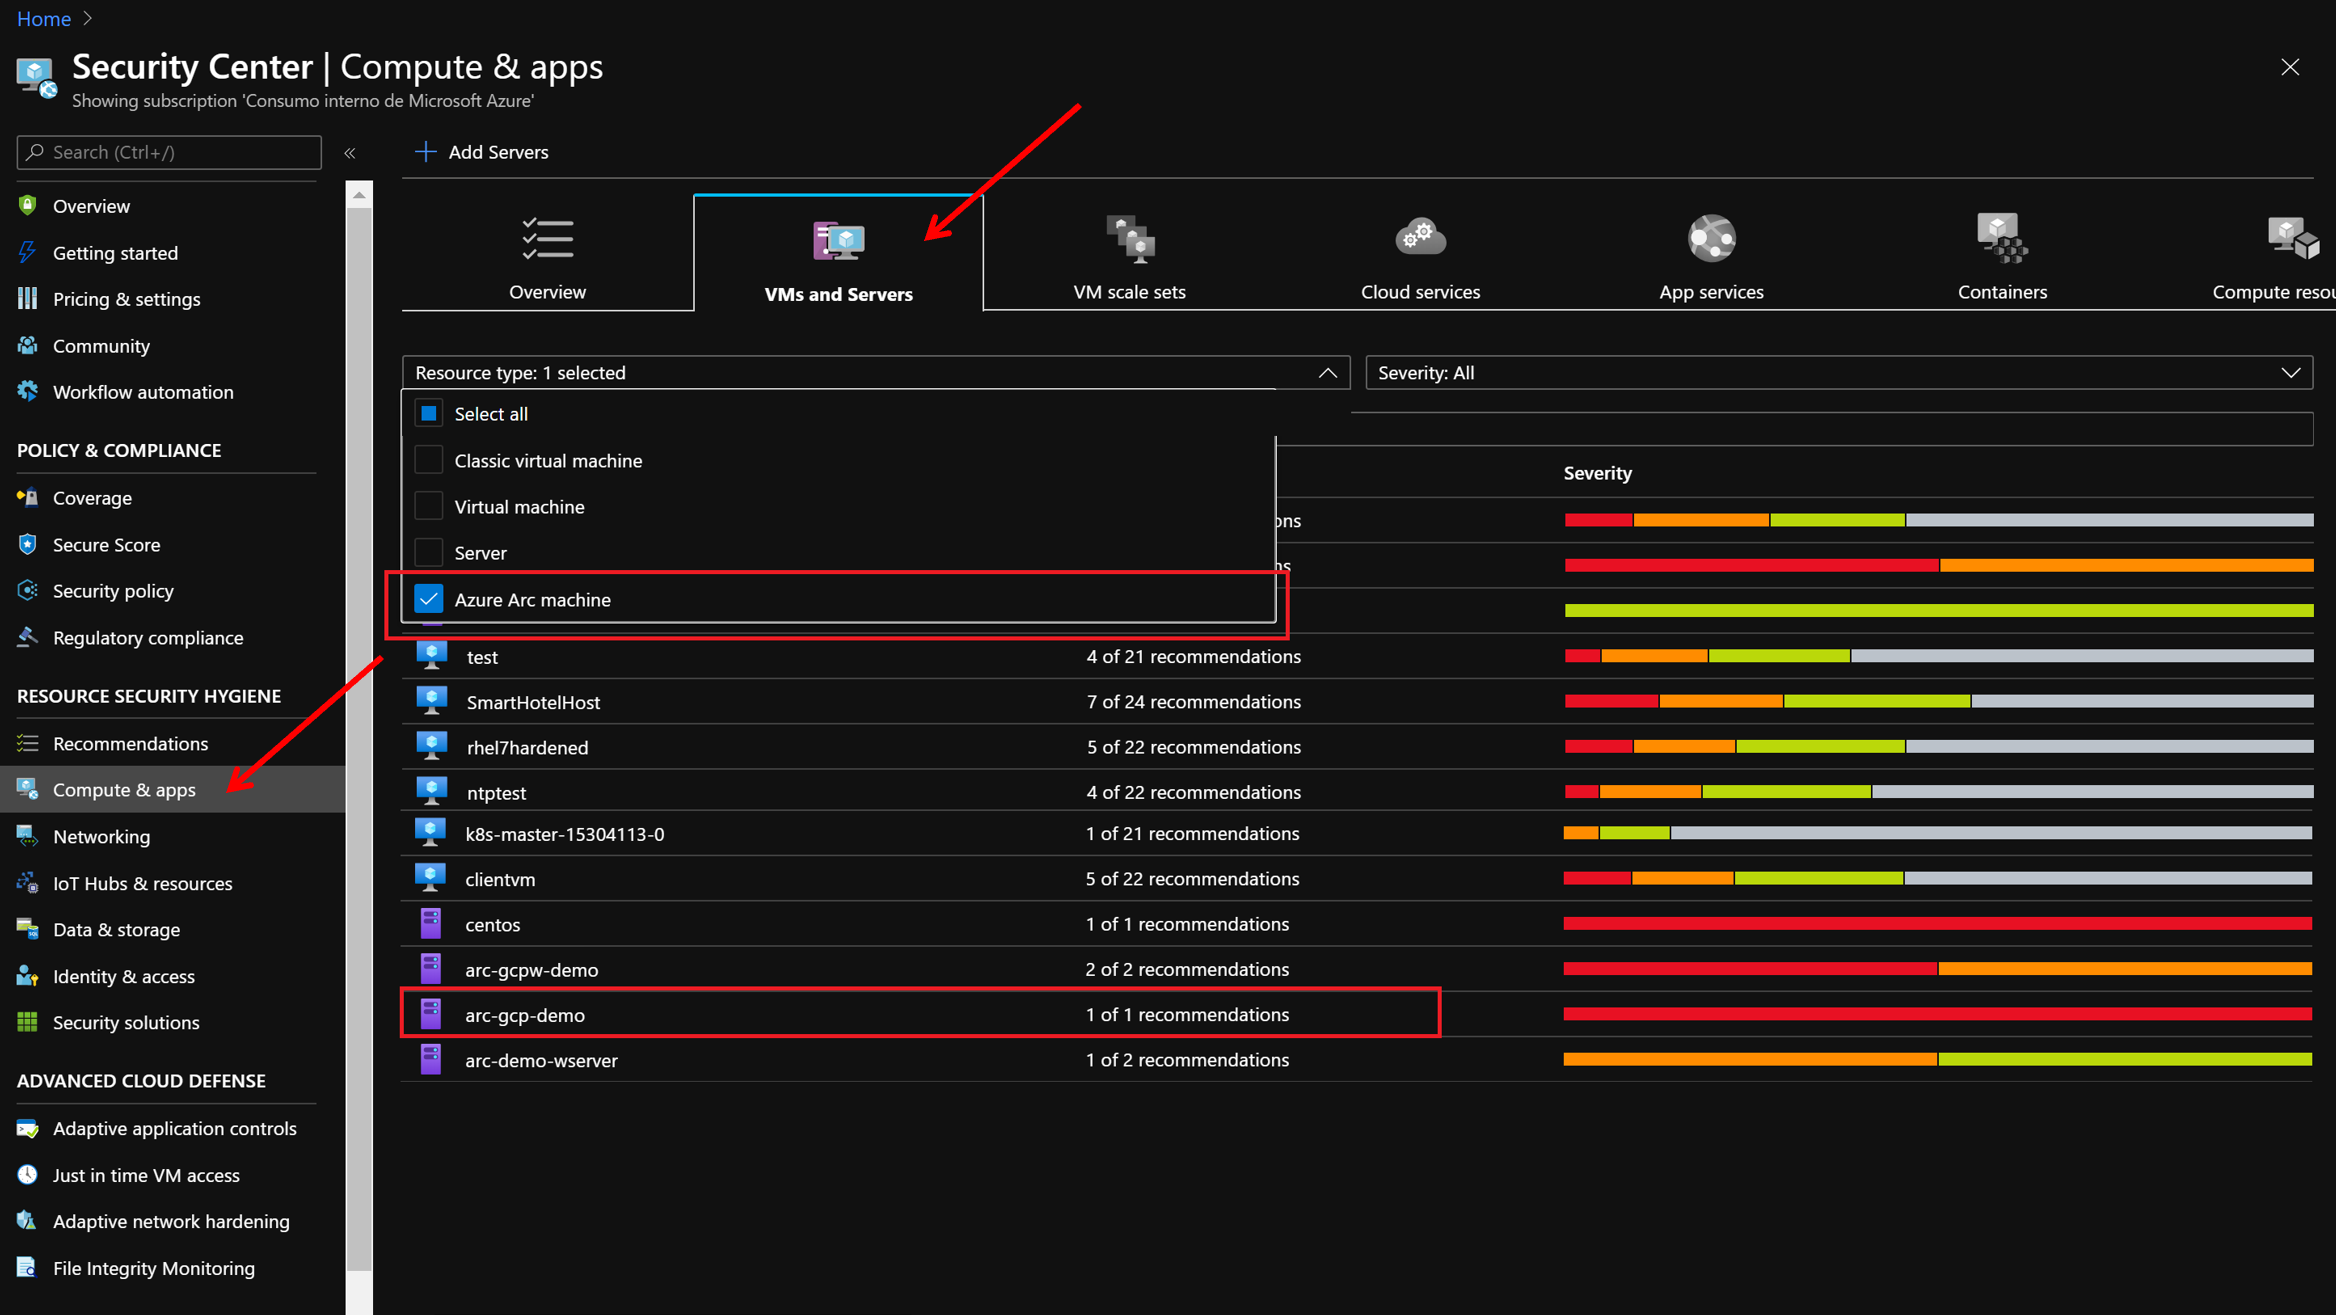 Home
Security Center | Compute & apps
Showing subscription 'Consumo interno de Microsoft Azure'
Search (Ctrl+/)
«
Overview
Getting started
Pricing & settings
Community
Workflow automation
POLICY & COMPLIANCE
Coverage
Secure Score
Security policy
Regulatory compliance
RESOURCE SECURITY HYGIENE
Recommendations
Compute & apps
Networking
IoT Hubs & resources
Data & storage
Identity & access
Security solutions
ADVANCED CLOUD DEFENSE
Adaptive application controls
Just in time VM access
Adaptive network hardening
File Integrity Monitoring
Add Servers
Overview
VMs and Servers
VM scale sets
Cloud services
App services
Containers
Compute resou
Resource type: 1 selected
Severity: All
Select all
Classic virtual machine
Virtual machine
Server
Azure Arc machine
Severity
ons
ns
test 4 of 21 recommendations
SmartHotelHost 7 of 24 recommendations
rhel7hardened 5 of 22 recommendations
ntptest 4 of 22 recommendations
k8s-master-15304113-0 1 of 21 recommendations
clientvm 5 of 22 recommendations
centos 1 of 1 recommendations
arc-gcpw-demo 2 of 2 recommendations
arc-gcp-demo 1 of 1 recommendations
arc-demo-wserver 1 of 2 recommendations